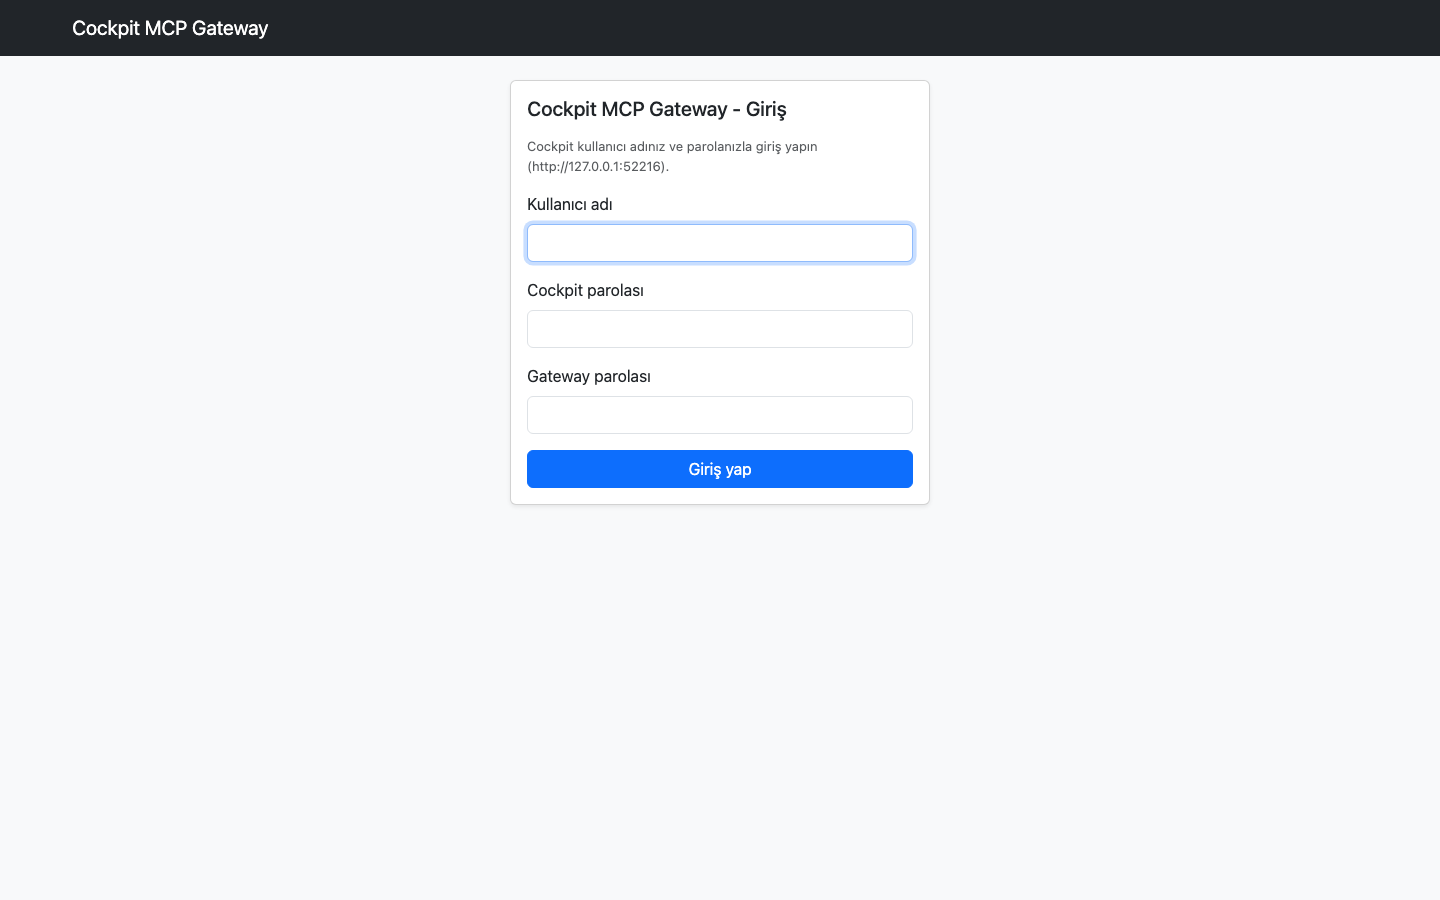 Cockpit MCP Gateway
Cockpit MCP Gateway - Giriş
Cockpit kullanıcı adınız ve parolanızla giriş yapın
(http://127.0.0.1:52216).
Kullanıcı adı
Cockpit parolası
Gateway parolası
Giriş yap